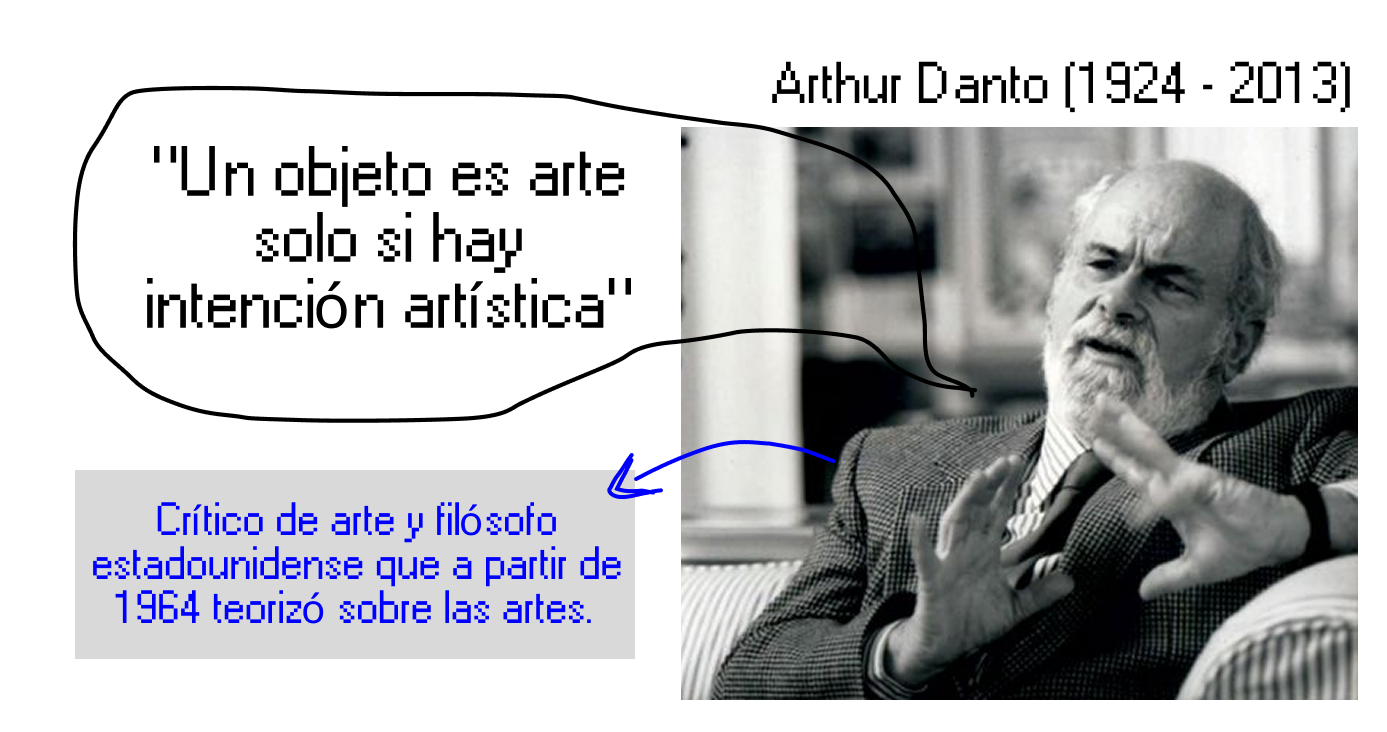 Arthur Danto (1924 - 2013)
"Un objeto es arte
solo si hay
intención artística"
Crítico de arte y filósofo
estadounidense que a partir de
1964 teorizó sobre las artes.